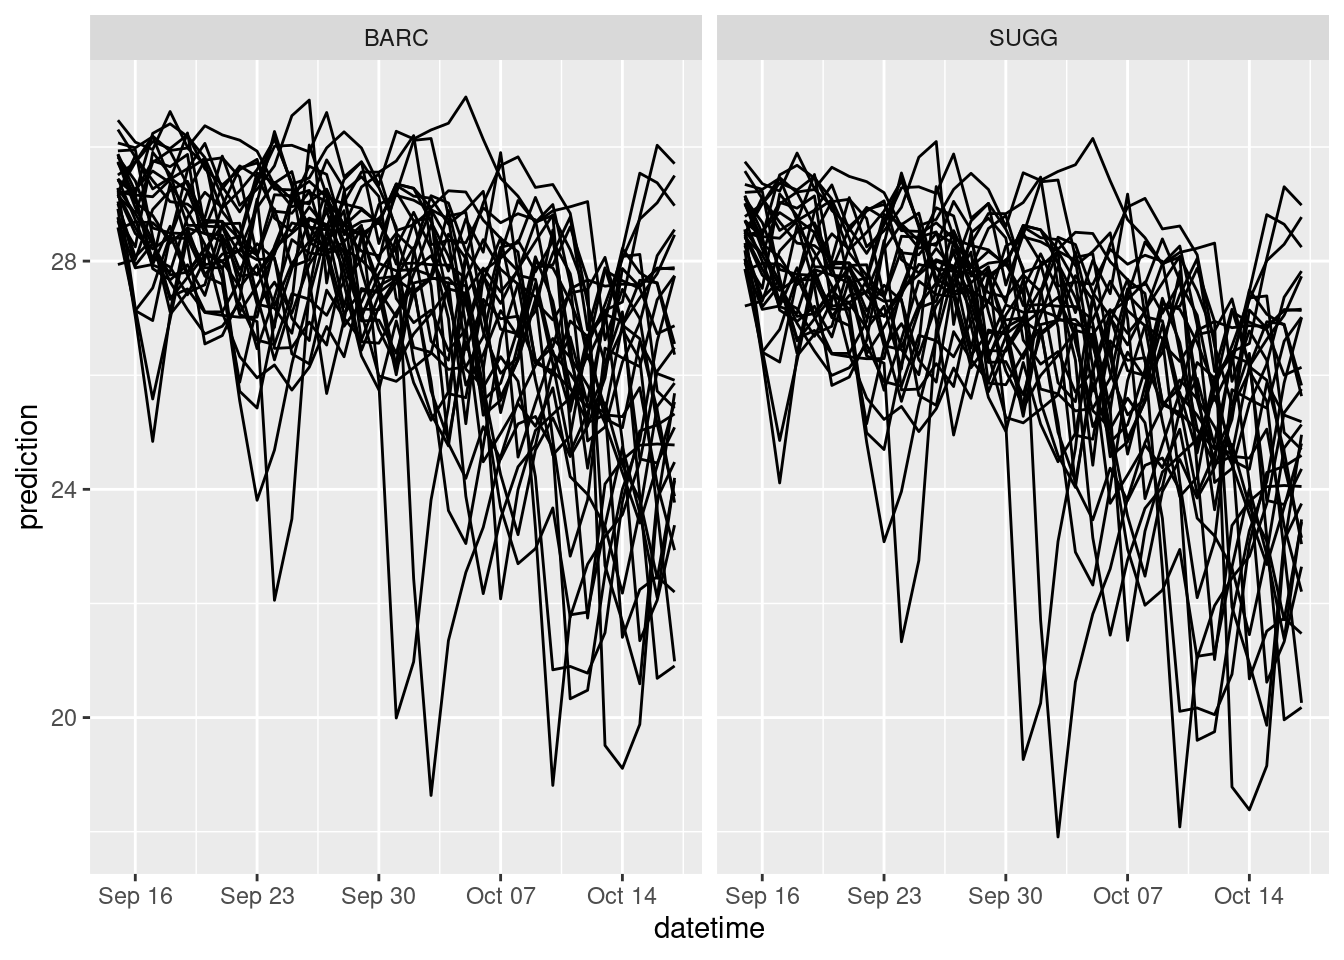 BARC
SUGG
prediction
28
24
20
Sep 16
Sep 23
Sep 30
Oct 07
Oct 14
Sep 16
Sep 23
Sep 30
Oct 07
Oct 14
datetime